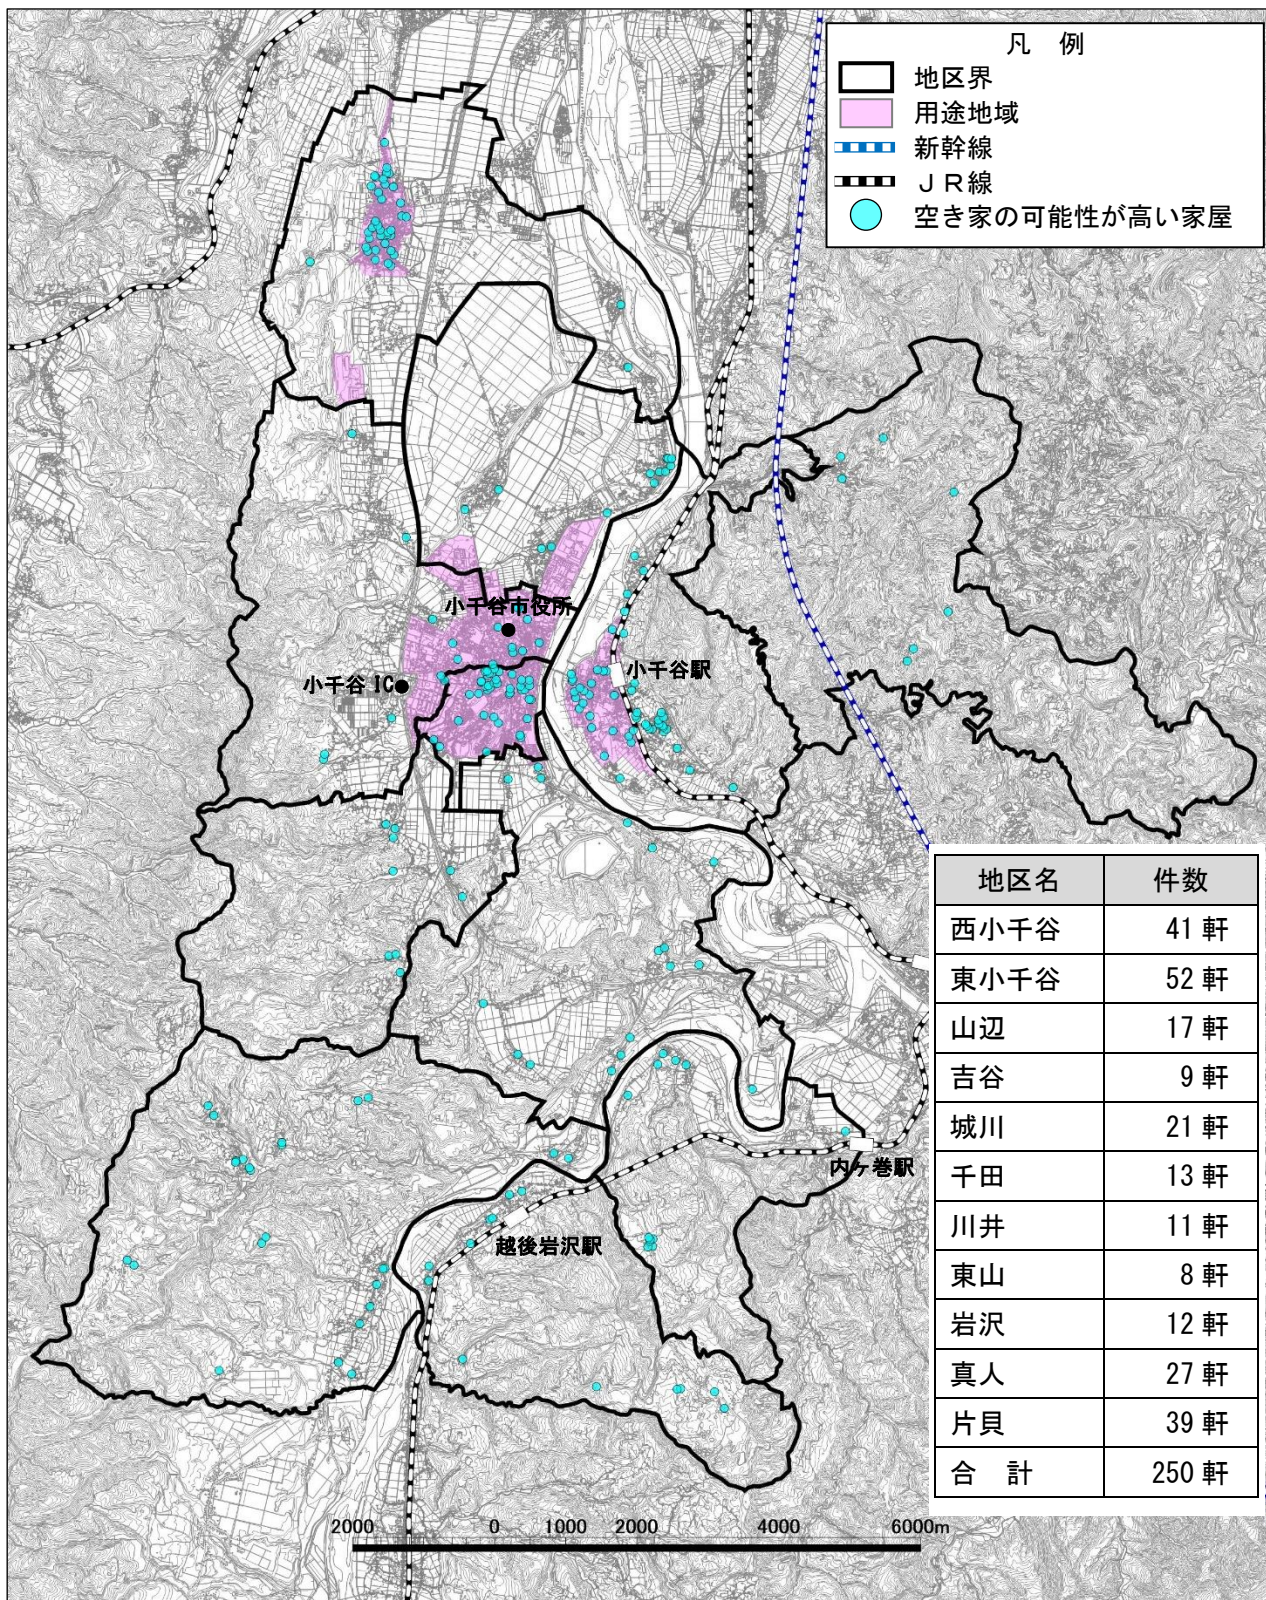 凡 例
地区界
用途地域
新幹線
ＪＲ線
空き家の可能性が高い家屋
小千谷市役所
小千谷駅
小千谷 IC
内ヶ巻駅
越後岩沢駅
地区名 件数
西小千谷 41 軒
東小千谷 52 軒
山辺 17 軒
吉谷 9 軒
城川 21 軒
千田 13 軒
川井 11 軒
東山 8 軒
岩沢 12 軒
真人 27 軒
片貝 39 軒
合 計 250 軒
2000 0 1000 2000 4000 6000m